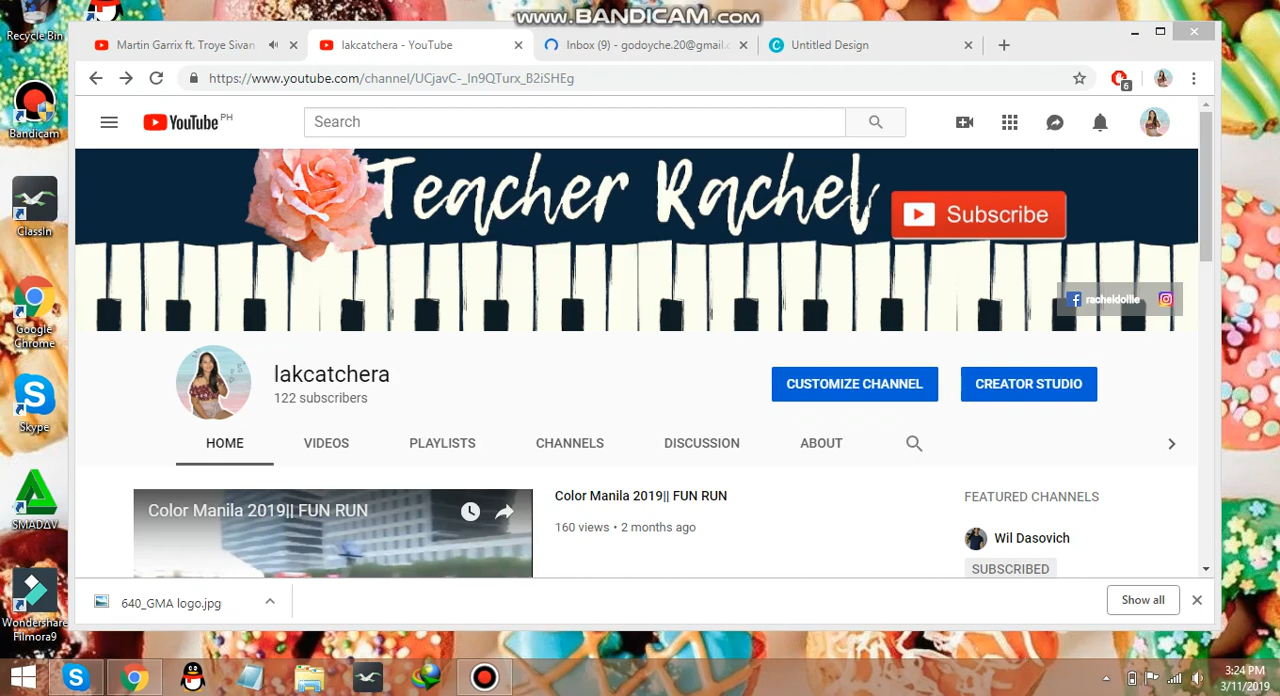 www.BANDICAM.com
Recycle Bin
Bandicam
ClassIn
Google
Chrome
Skype
SMADΔV
Wondershare
Filmora9
Martin Garrix ft. Troye Sivan
lakcatchera - YouTube
Inbox (9) - godoyche.20@gmail.c
Untitled Design
https://www.youtube.com/channel/UCjavC-_In9QTurx_B2iSHEg
6
YouTube PH
Search
Teacher Rachel
Subscribe
racheldollie
lakcatchera
122 subscribers
CUSTOMIZE CHANNEL
CREATOR STUDIO
HOME
VIDEOS
PLAYLISTS
CHANNELS
DISCUSSION
ABOUT
Color Manila 2019|| FUN RUN
Color Manila 2019|| FUN RUN
160 views • 2 months ago
FEATURED CHANNELS
Wil Dasovich
SUBSCRIBED
640_GMA logo.jpg
Show all
3:24 PM
3/11/2019